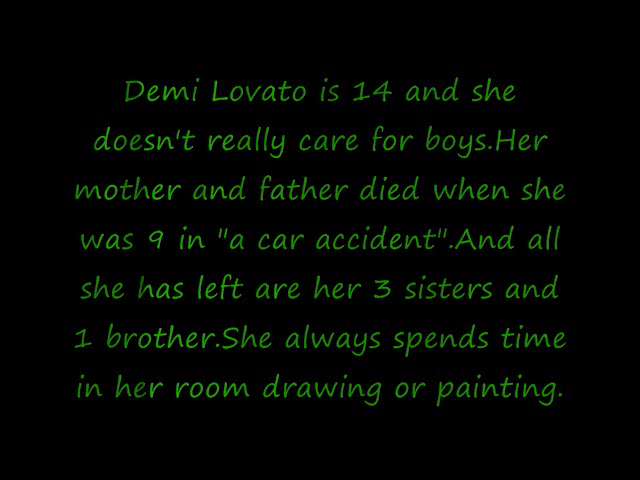 Demi Lovato is 14 and she
doesn't really care for boys.Her
mother and father died when she
was 9 in "a car accident".And all
she has left are her 3 sisters and
1 brother.She always spends time
in her room drawing or painting.